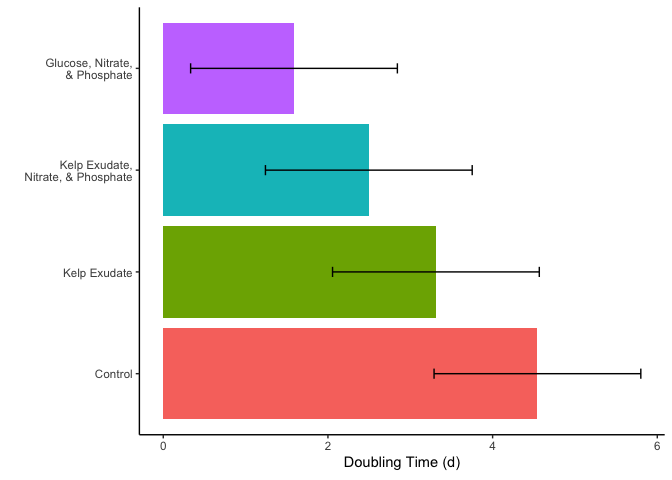 Glucose, Nitrate,
& Phosphate
Kelp Exudate,
Nitrate, & Phosphate
Kelp Exudate
Control
0 2 4 6
Doubling Time (d)